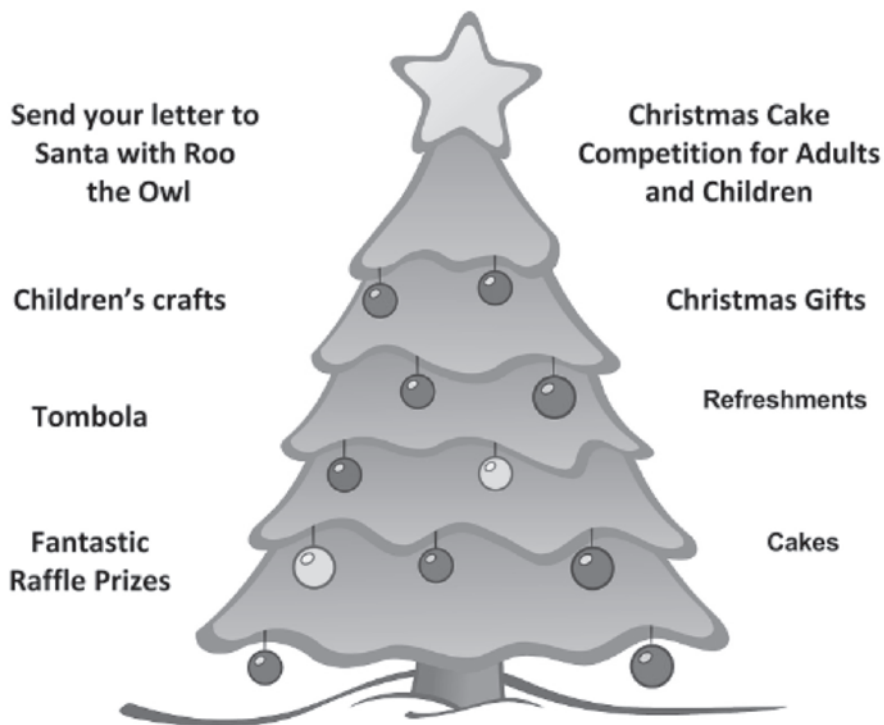 Send your letter to
Santa with Roo
the Owl
Christmas Cake
Competition for Adults
and Children
Children's crafts
Christmas Gifts
Tombola
Refreshments
Fantastic
Raffle Prizes
Cakes